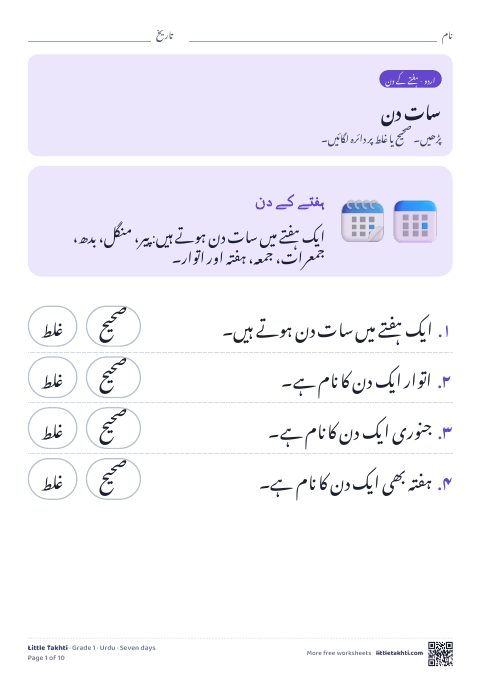 نام
تاریخ
اردو · ہفتے کے دن
سات دن
پڑھیں۔ صحیح یا غلط پر دائرہ لگائیں۔
ہفتے کے دن
ایک ہفتے میں سات دن ہوتے ہیں: پیر، منگل، بدھ،
جمعرات، جمعہ، ہفتہ اور اتوار۔
۱. ایک ہفتے میں سات دن ہوتے ہیں۔ صحیح غلط
۲. اتوار ایک دن کا نام ہے۔ صحیح غلط
۳. جنوری ایک دن کا نام ہے۔ صحیح غلط
۴. ہفتہ بھی ایک دن کا نام ہے۔ صحیح غلط
Little Takhti · Grade 1 · Urdu · Seven days
Page 1 of 10
More free worksheets littletakhti.com